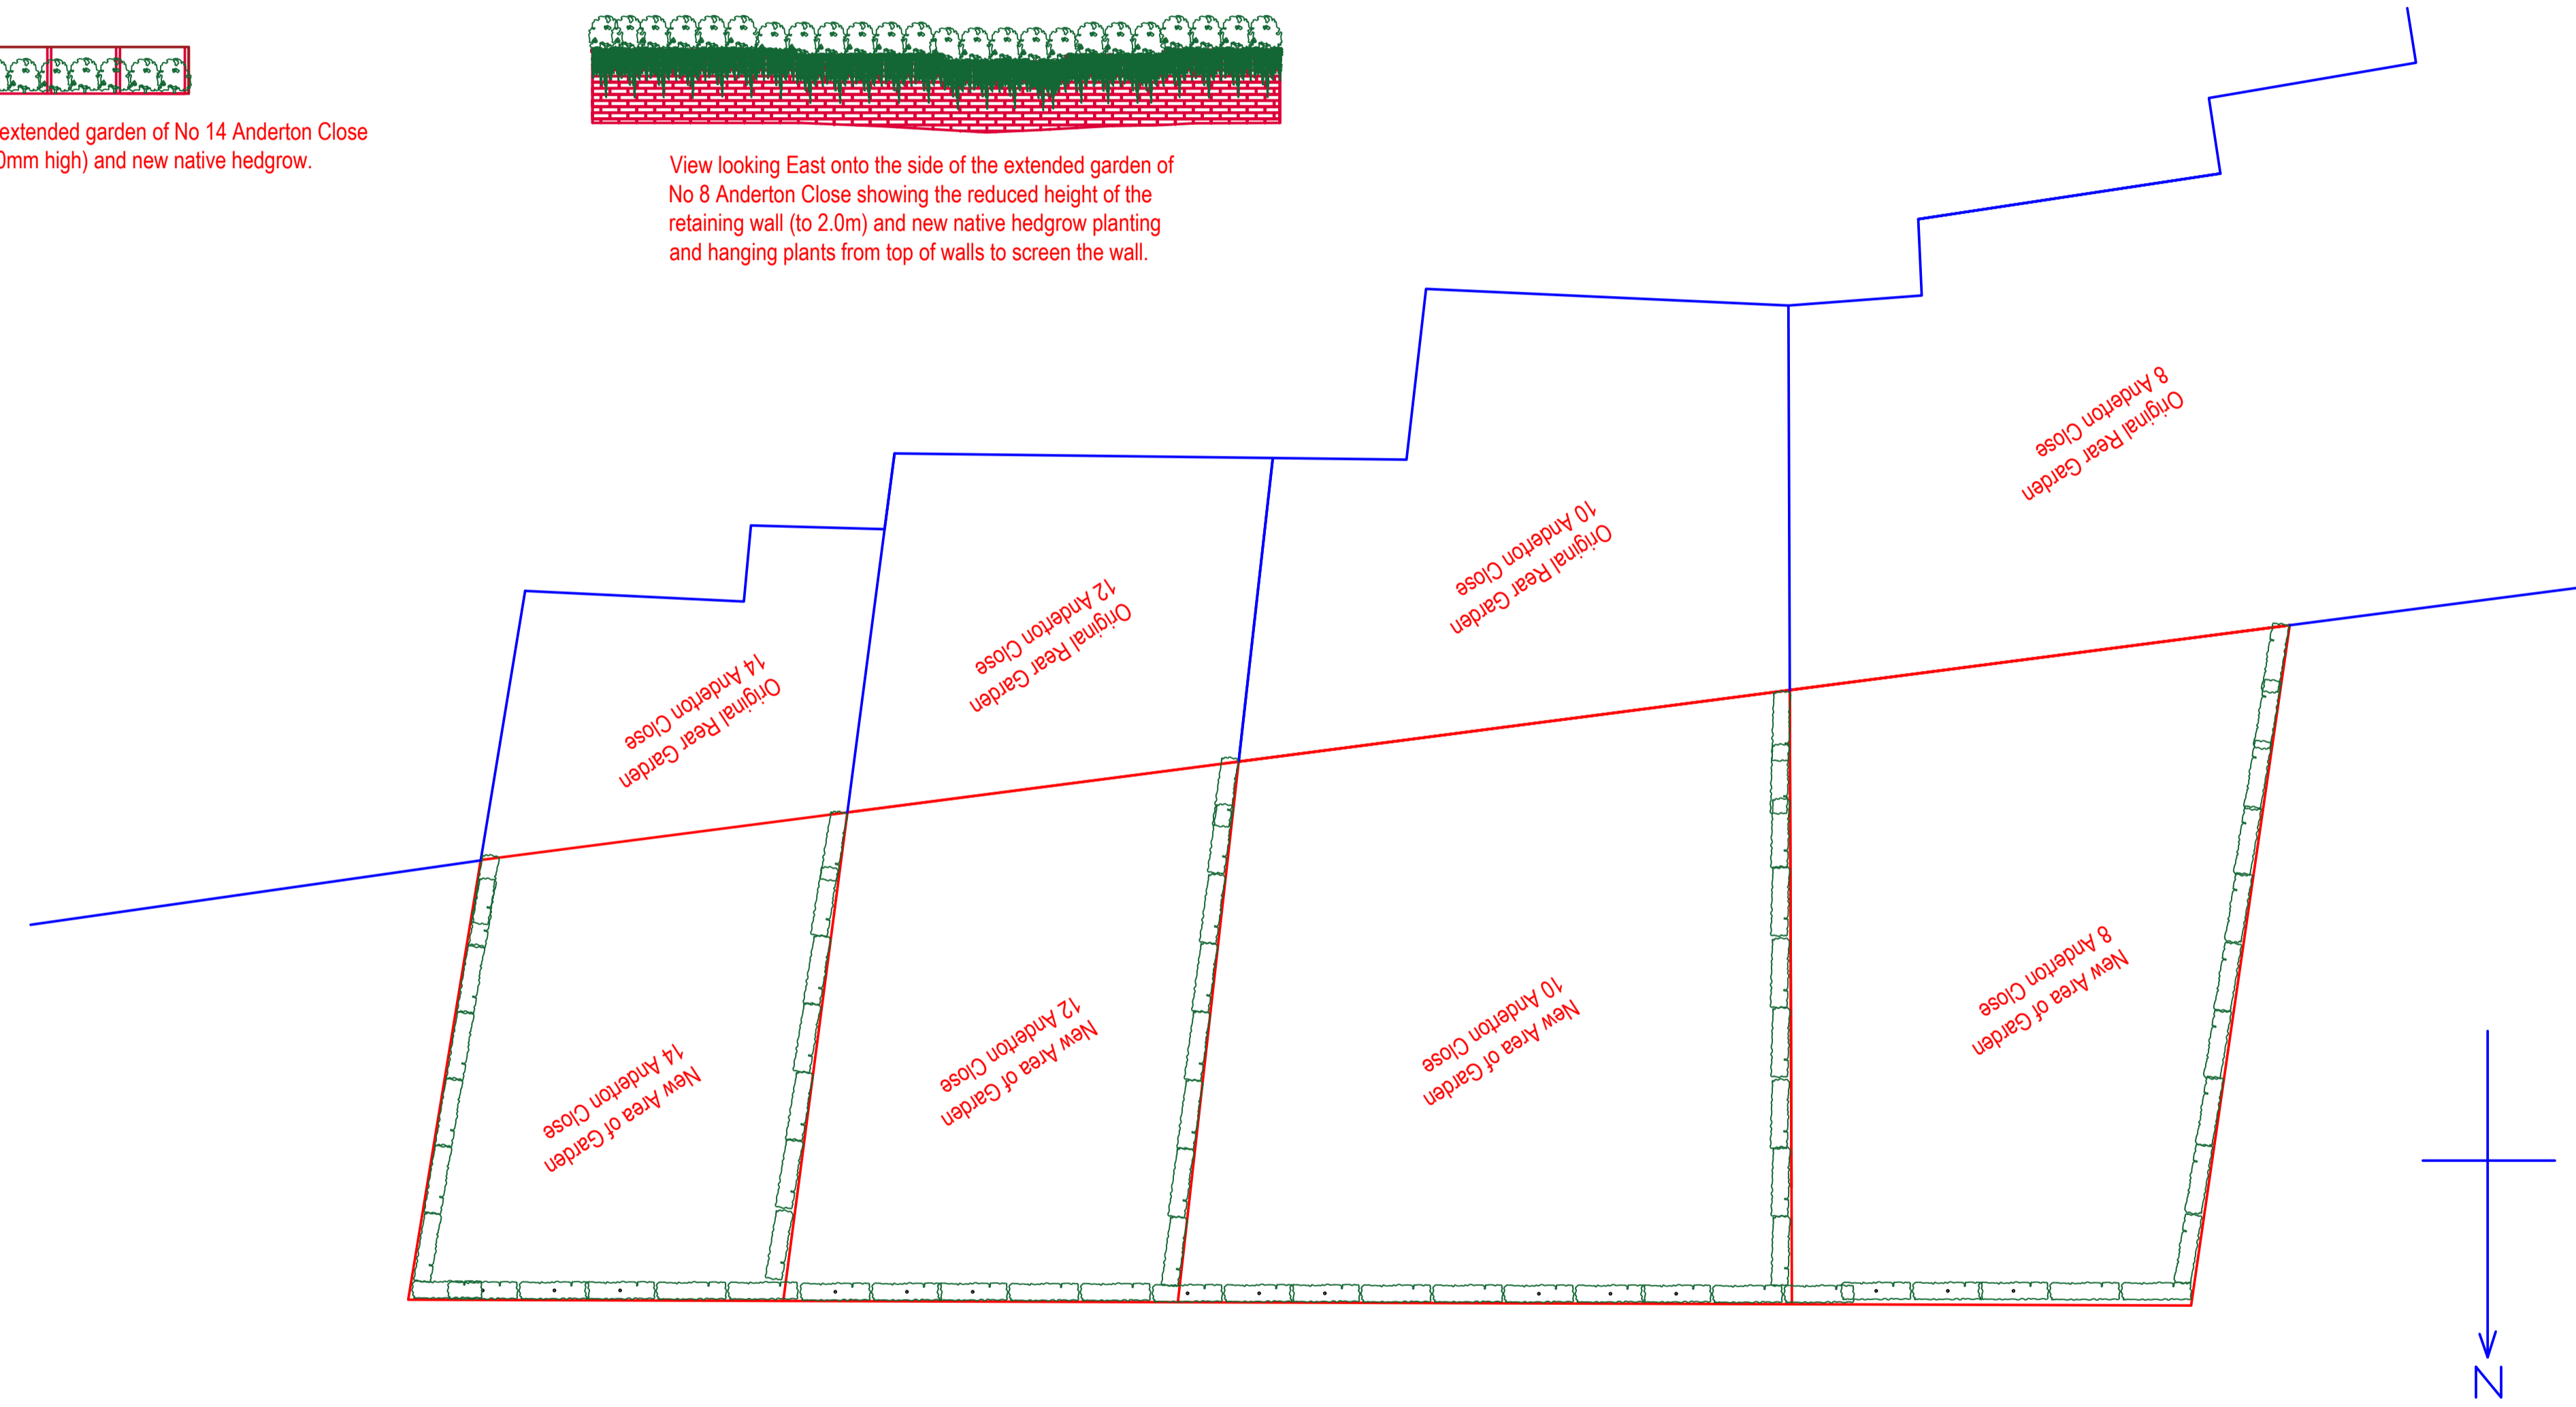 extended garden of No 14 Anderton Close
0mm high) and new native hedgrow.
View looking East onto the side of the extended garden of
No 8 Anderton Close showing the reduced height of the
retaining wall (to 2.0m) and new native hedgrow planting
and hanging plants from top of walls to screen the wall.
Original Rear Garden
8 Anderton Close
Original Rear Garden
10 Anderton Close
Original Rear Garden
12 Anderton Close
Original Rear Garden
14 Anderton Close
New Area of Garden
8 Anderton Close
New Area of Garden
10 Anderton Close
New Area of Garden
12 Anderton Close
New Area of Garden
14 Anderton Close
N